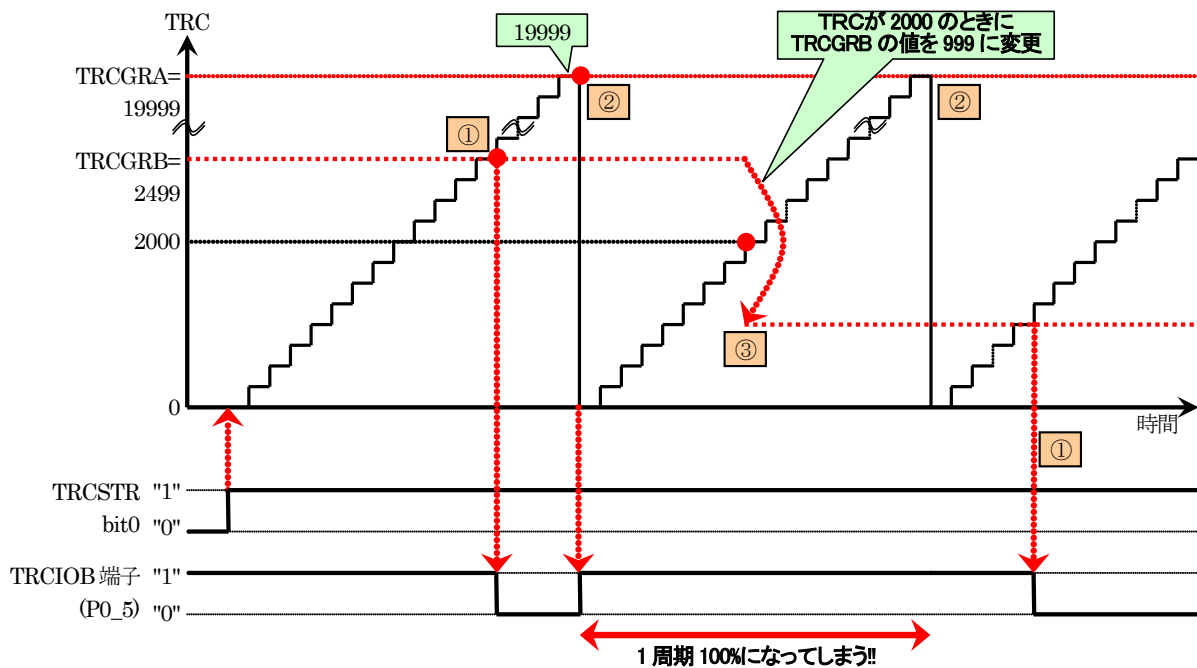 TRC
19999
TRCが 2000 のときに
TRCGRB の値を 999 に変更
TRCGRA=
19999
②
②
①
TRCGRB=
2499
2000
③
0
時間
①
TRCSTR "1"
bit0 "0"
TRCIOB 端子 "1"
(P0_5) "0"
1 周期 100%になってしまう!!